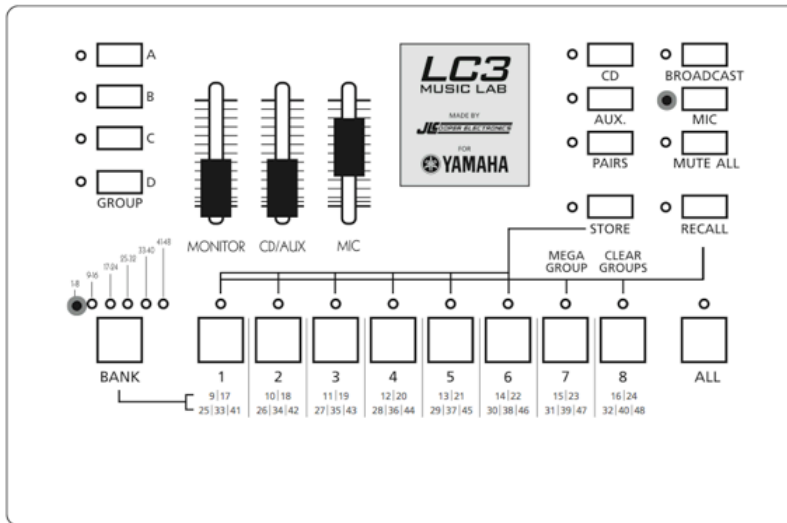 A
B
C
D
GROUP
MONITOR
CD/AUX
MIC
LC3
MUSIC LAB
MADE BY
JLCOOPER ELECTRONICS
FOR
YAMAHA
CD
BROADCAST
AUX.
MIC
PAIRS
MUTE ALL
STORE
RECALL
MEGA
GROUP
CLEAR
GROUPS
1-8
9-16
17-24
25-32
33-40
41-48
BANK
1
2
3
4
5
6
7
8
ALL
9|17
10|18
11|19
12|20
13|21
14|22
15|23
16|24
25|33|41
26|34|42
27|35|43
28|36|44
29|37|45
30|38|46
31|39|47
32|40|48